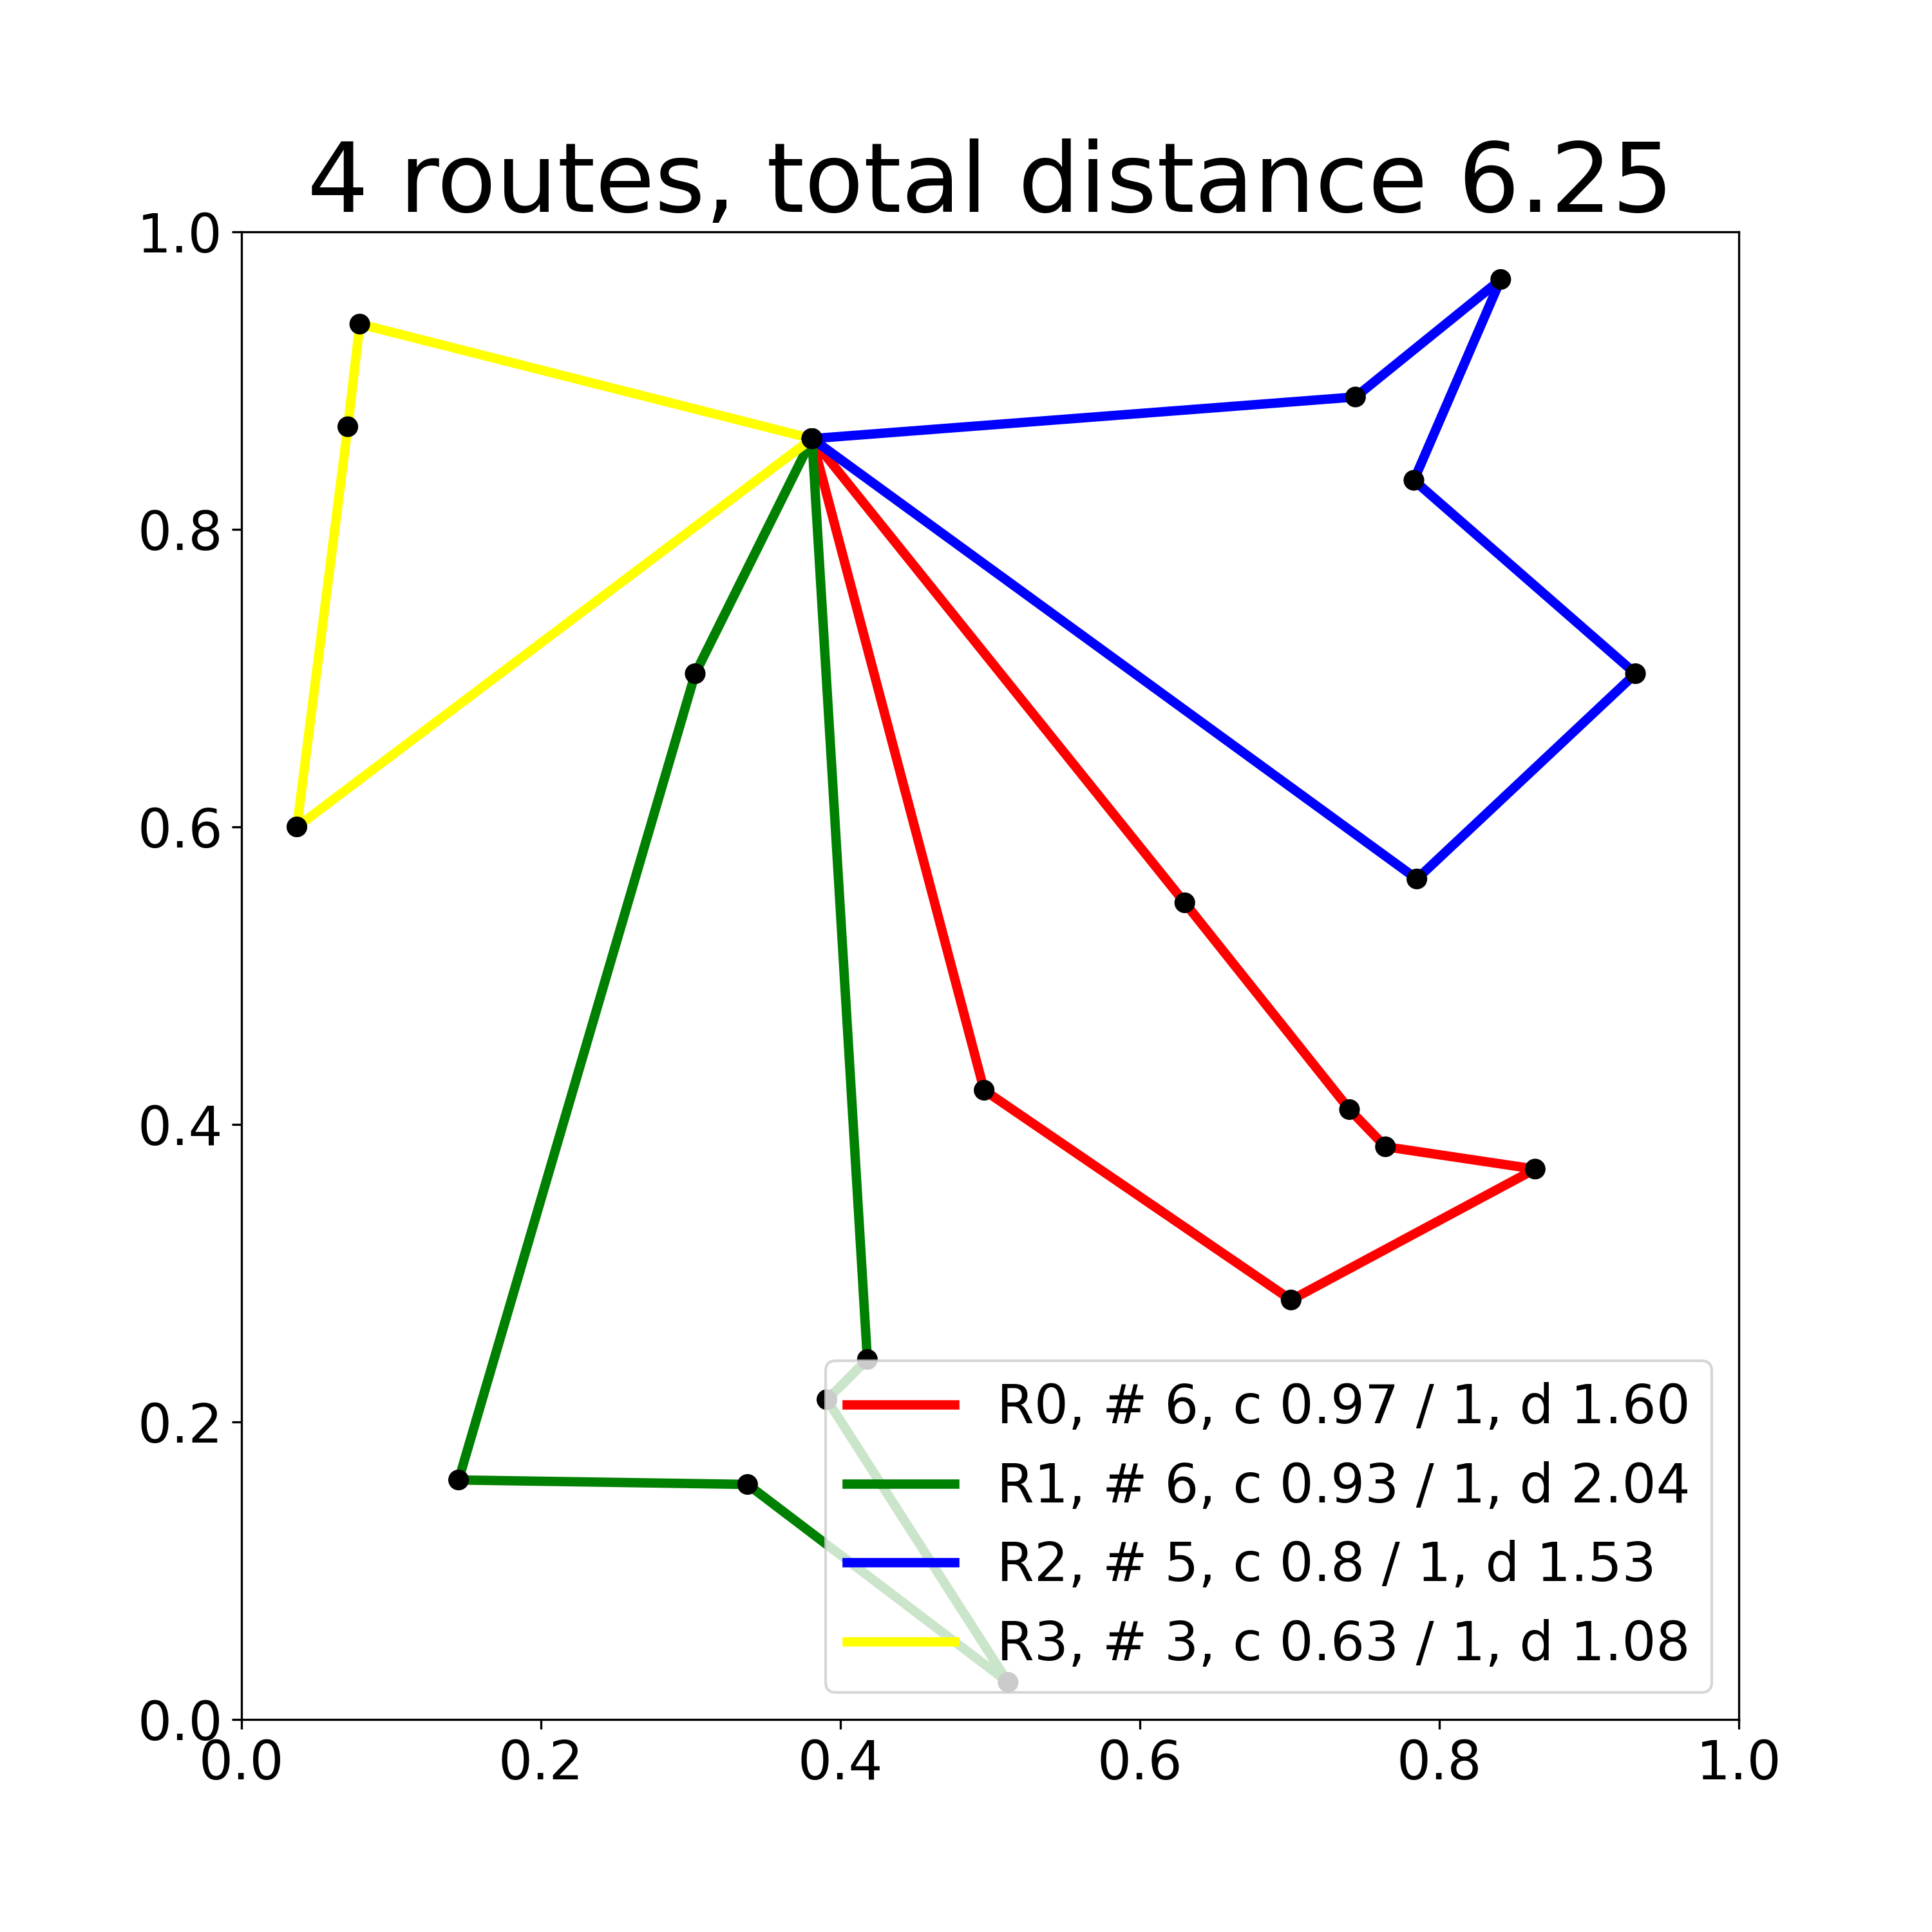 4 routes, total distance 6.25
1.0
0.8
0.6
0.4
0.2
0.0
0.0 0.2 0.4 0.6 0.8 1.0
R0, # 6, c 0.97 / 1, d 1.60
R1, # 6, c 0.93 / 1, d 2.04
R2, # 5, c 0.8 / 1, d 1.53
R3, # 3, c 0.63 / 1, d 1.08